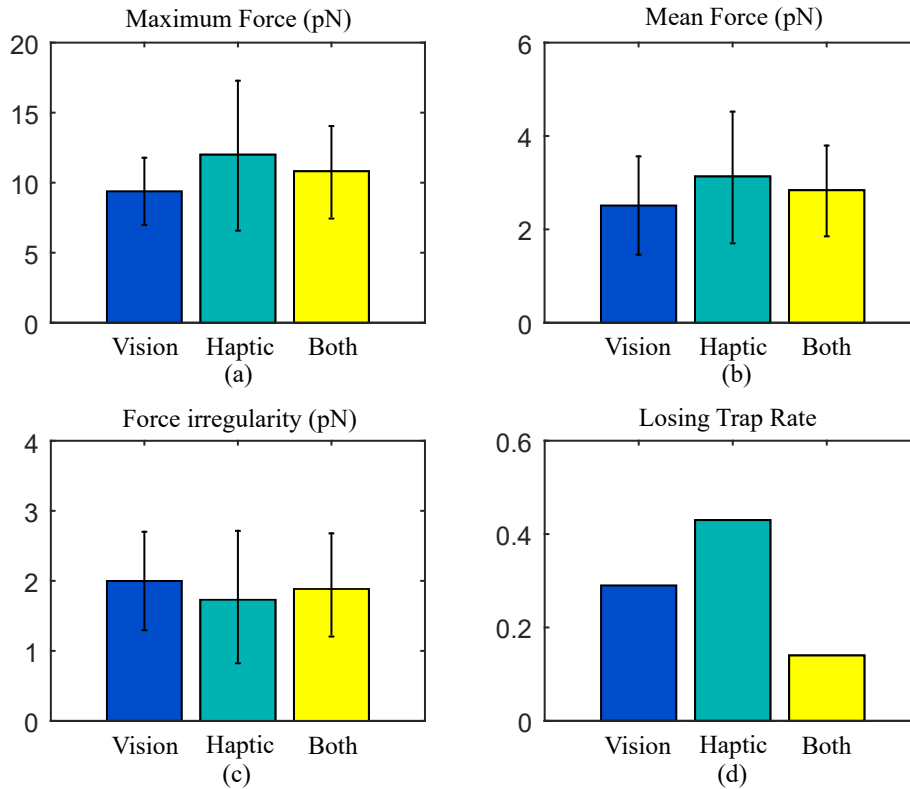 Maximum Force (pN)
20
15
10
5
0
Vision Haptic Both
(a)
Mean Force (pN)
6
4
2
0
Vision Haptic Both
(b)
Force irregularity (pN)
4
3
2
1
0
Vision Haptic Both
(c)
Losing Trap Rate
0.6
0.4
0.2
0
Vision Haptic Both
(d)